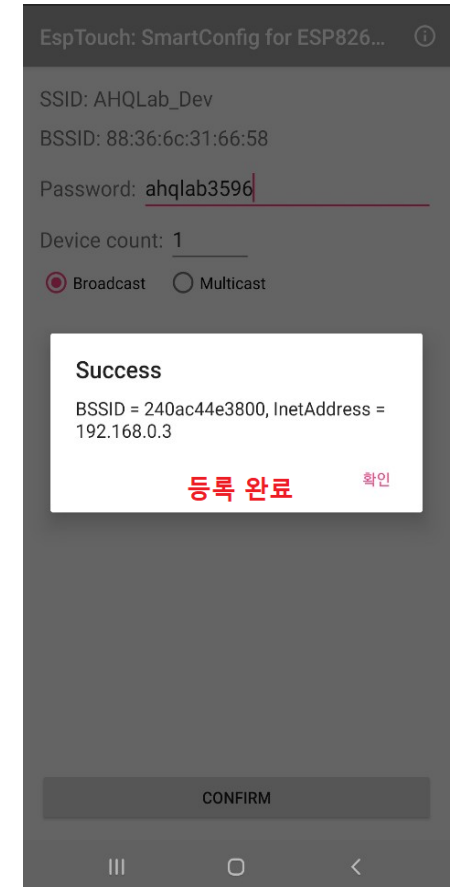 EspTouch: SmartConfig for ESP826...
SSID: AHQLab_Dev
BSSID: 88:36:6c:31:66:58
Password: ahqlab3596
Device count: 1
Broadcast Multicast
Success
BSSID = 240ac44e3800, InetAddress =
192.168.0.3
등록 완료 확인
CONFIRM